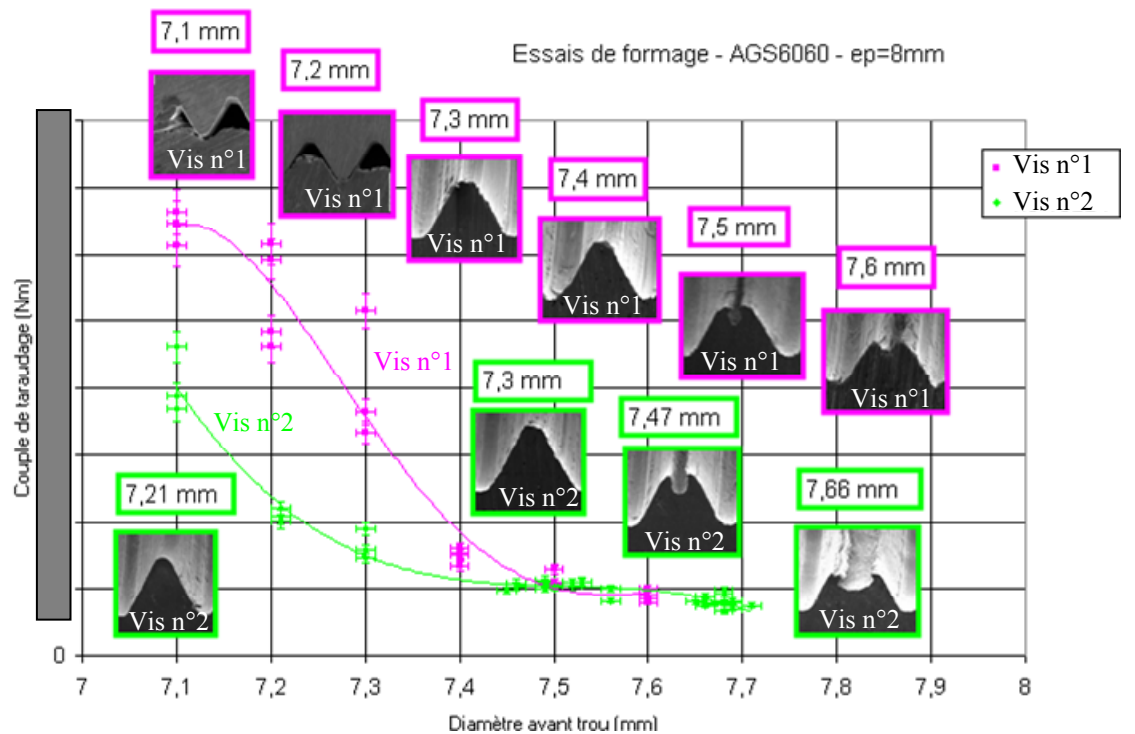 Essais de formage - AGS6060 - ep=8mm
7,1 mm
Vis n°1
7,2 mm
Vis n°1
7,3 mm
Vis n°1
7,4 mm
Vis n°1
7,5 mm
Vis n°1
7,6 mm
Vis n°1
Vis n°1
Vis n°2
Vis n°1
Vis n°2
7,21 mm
Vis n°2
7,3 mm
Vis n°2
7,47 mm
Vis n°2
7,66 mm
Vis n°2
Couple de taraudage (Nm)
0
7
7,1
7,2
7,3
7,4
7,5
7,6
7,7
7,8
7,9
8
Diamètre avant trou (mm)